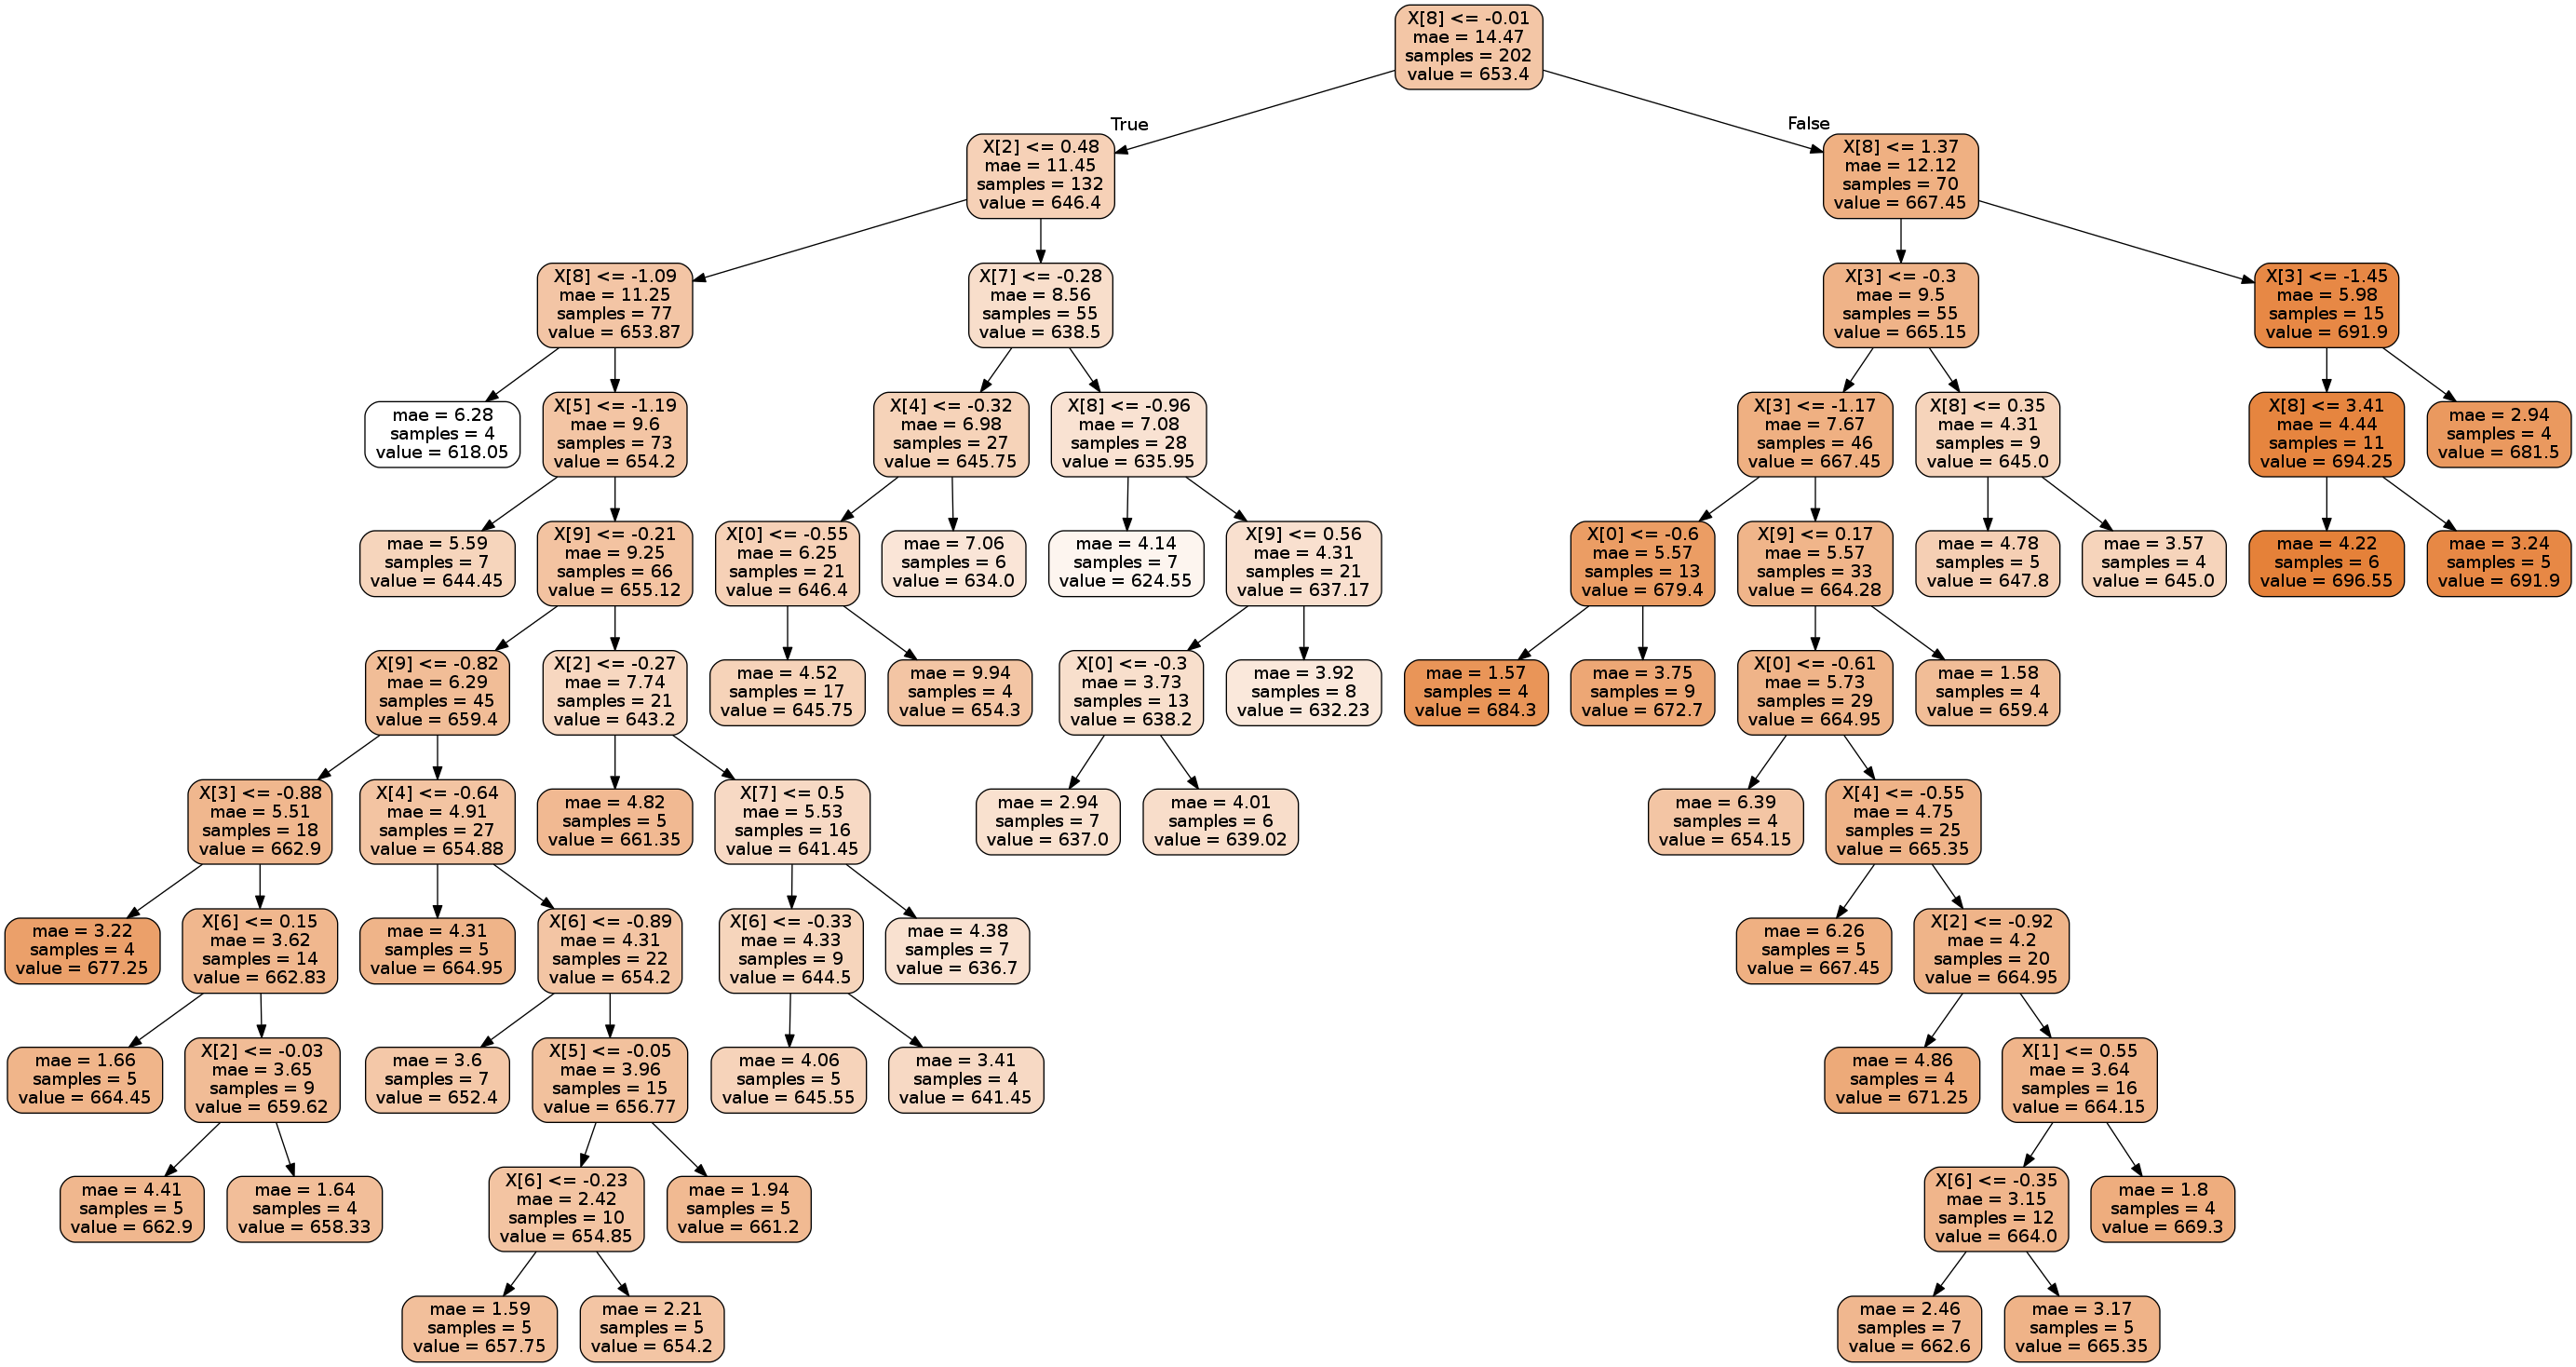 X[8] <= -0.01
mae = 14.47
samples = 202
value = 653.4
True
False
X[2] <= 0.48
mae = 11.45
samples = 132
value = 646.4
X[8] <= 1.37
mae = 12.12
samples = 70
value = 667.45
X[8] <= -1.09
mae = 11.25
samples = 77
value = 653.87
X[7] <= -0.28
mae = 8.56
samples = 55
value = 638.5
X[3] <= -0.3
mae = 9.5
samples = 55
value = 665.15
X[3] <= -1.45
mae = 5.98
samples = 15
value = 691.9
mae = 6.28
samples = 4
value = 618.05
X[5] <= -1.19
mae = 9.6
samples = 73
value = 654.2
X[4] <= -0.32
mae = 6.98
samples = 27
value = 645.75
X[8] <= -0.96
mae = 7.08
samples = 28
value = 635.95
X[3] <= -1.17
mae = 7.67
samples = 46
value = 667.45
X[8] <= 0.35
mae = 4.31
samples = 9
value = 645.0
X[8] <= 3.41
mae = 4.44
samples = 11
value = 694.25
mae = 2.94
samples = 4
value = 681.5
mae = 5.59
samples = 7
value = 644.45
X[9] <= -0.21
mae = 9.25
samples = 66
value = 655.12
X[0] <= -0.55
mae = 6.25
samples = 21
value = 646.4
mae = 7.06
samples = 6
value = 634.0
mae = 4.14
samples = 7
value = 624.55
X[9] <= 0.56
mae = 4.31
samples = 21
value = 637.17
X[0] <= -0.6
mae = 5.57
samples = 13
value = 679.4
X[9] <= 0.17
mae = 5.57
samples = 33
value = 664.28
mae = 4.78
samples = 5
value = 647.8
mae = 3.57
samples = 4
value = 645.0
mae = 4.22
samples = 6
value = 696.55
mae = 3.24
samples = 5
value = 691.9
X[9] <= -0.82
mae = 6.29
samples = 45
value = 659.4
X[2] <= -0.27
mae = 7.74
samples = 21
value = 643.2
mae = 4.52
samples = 17
value = 645.75
mae = 9.94
samples = 4
value = 654.3
X[0] <= -0.3
mae = 3.73
samples = 13
value = 638.2
mae = 3.92
samples = 8
value = 632.23
mae = 1.57
samples = 4
value = 684.3
mae = 3.75
samples = 9
value = 672.7
X[0] <= -0.61
mae = 5.73
samples = 29
value = 664.95
mae = 1.58
samples = 4
value = 659.4
X[3] <= -0.88
mae = 5.51
samples = 18
value = 662.9
X[4] <= -0.64
mae = 4.91
samples = 27
value = 654.88
mae = 4.82
samples = 5
value = 661.35
X[7] <= 0.5
mae = 5.53
samples = 16
value = 641.45
mae = 2.94
samples = 7
value = 637.0
mae = 4.01
samples = 6
value = 639.02
mae = 6.39
samples = 4
value = 654.15
X[4] <= -0.55
mae = 4.75
samples = 25
value = 665.35
mae = 3.22
samples = 4
value = 677.25
X[6] <= 0.15
mae = 3.62
samples = 14
value = 662.83
mae = 4.31
samples = 5
value = 664.95
X[6] <= -0.89
mae = 4.31
samples = 22
value = 654.2
X[6] <= -0.33
mae = 4.33
samples = 9
value = 644.5
mae = 4.38
samples = 7
value = 636.7
mae = 6.26
samples = 5
value = 667.45
X[2] <= -0.92
mae = 4.2
samples = 20
value = 664.95
mae = 1.66
samples = 5
value = 664.45
X[2] <= -0.03
mae = 3.65
samples = 9
value = 659.62
mae = 3.6
samples = 7
value = 652.4
X[5] <= -0.05
mae = 3.96
samples = 15
value = 656.77
mae = 4.06
samples = 5
value = 645.55
mae = 3.41
samples = 4
value = 641.45
mae = 4.86
samples = 4
value = 671.25
X[1] <= 0.55
mae = 3.64
samples = 16
value = 664.15
mae = 4.41
samples = 5
value = 662.9
mae = 1.64
samples = 4
value = 658.33
X[6] <= -0.23
mae = 2.42
samples = 10
value = 654.85
mae = 1.94
samples = 5
value = 661.2
X[6] <= -0.35
mae = 3.15
samples = 12
value = 664.0
mae = 1.8
samples = 4
value = 669.3
mae = 1.59
samples = 5
value = 657.75
mae = 2.21
samples = 5
value = 654.2
mae = 2.46
samples = 7
value = 662.6
mae = 3.17
samples = 5
value = 665.35